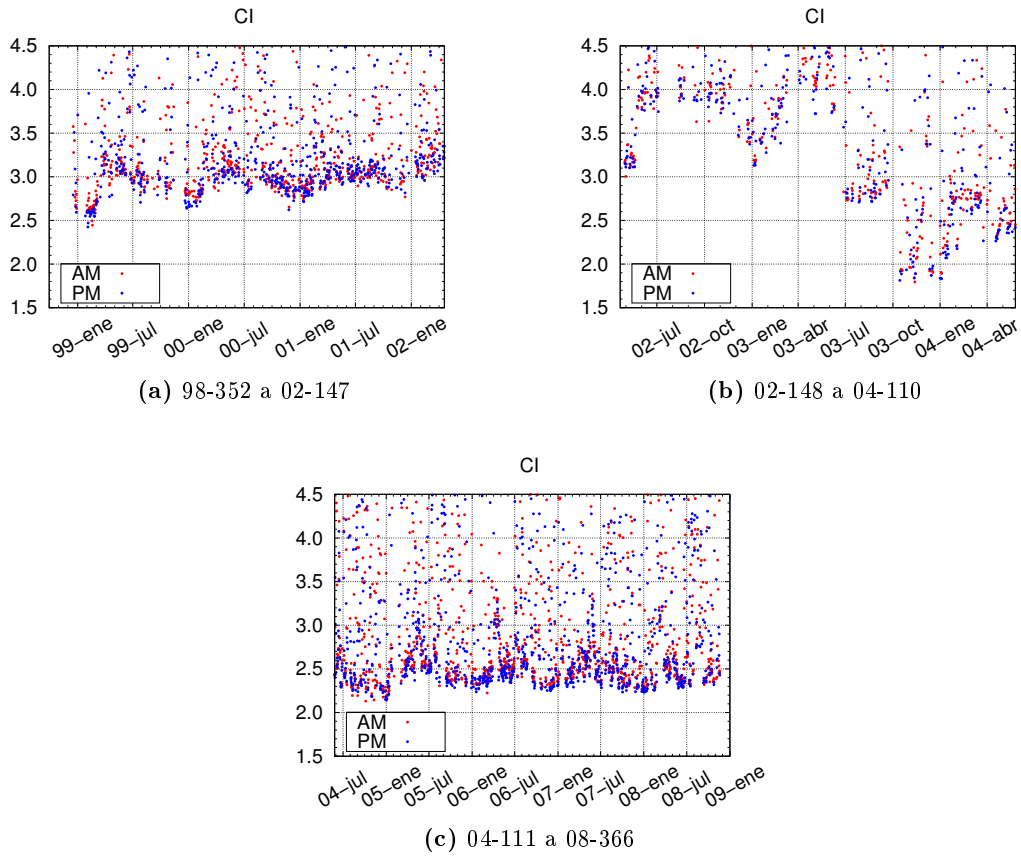 CI
4.5
4.0
3.5
3.0
2.5
2.0
1.5
AM
PM
99–ene
99–jul
00–ene
00–jul
01–ene
01–jul
02–ene
(a) 98-352 a 02-147
CI
4.5
4.0
3.5
3.0
2.5
2.0
1.5
AM
PM
02–jul
02–oct
03–ene
03–abr
03–jul
03–oct
04–ene
04–abr
(b) 02-148 a 04-110
CI
4.5
4.0
3.5
3.0
2.5
2.0
1.5
AM
PM
04–jul
05–ene
05–jul
06–ene
06–jul
07–ene
07–jul
08–ene
08–jul
09–ene
(c) 04-111 a 08-366